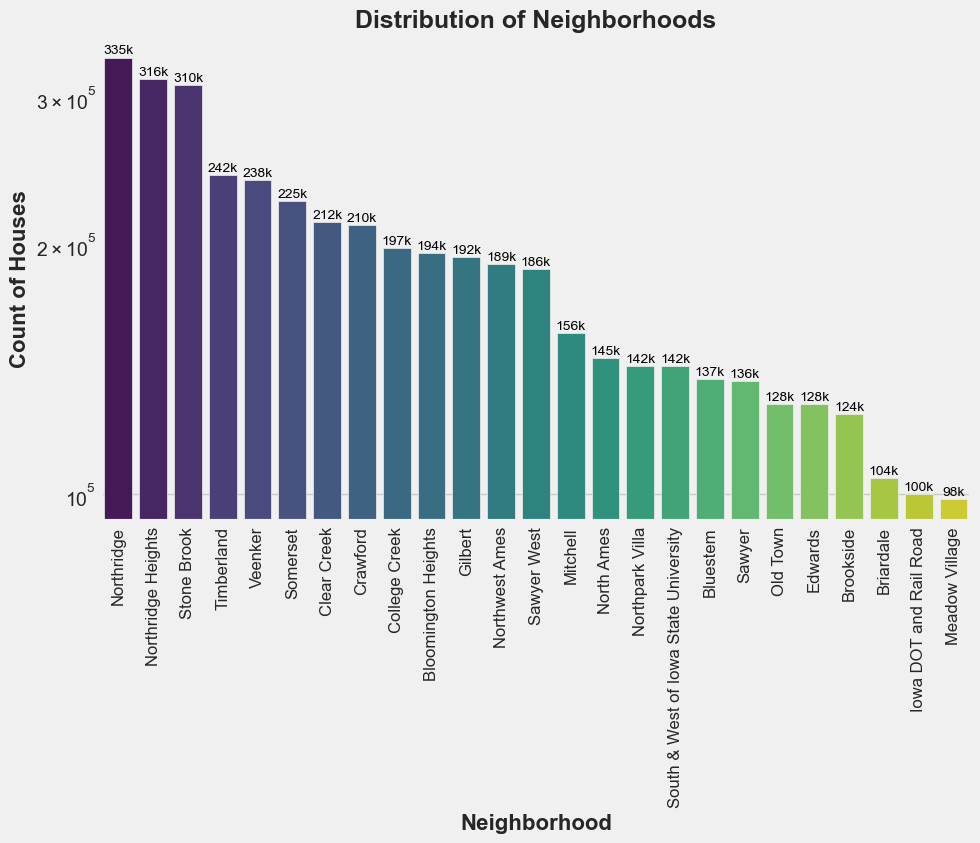 Distribution of Neighborhoods
Count of Houses
3 × 10^5
2 × 10^5
10^5
335k
316k
310k
242k
238k
225k
212k
210k
197k
194k
192k
189k
186k
156k
145k
142k
142k
137k
136k
128k
128k
124k
104k
100k
98k
Northridge
Northridge Heights
Stone Brook
Timberland
Veenker
Somerset
Clear Creek
Crawford
College Creek
Bloomington Heights
Gilbert
Northwest Ames
Sawyer West
Mitchell
North Ames
Northpark Villa
South & West of Iowa State University
Bluestem
Sawyer
Old Town
Edwards
Brookside
Briardale
Iowa DOT and Rail Road
Meadow Village
Neighborhood